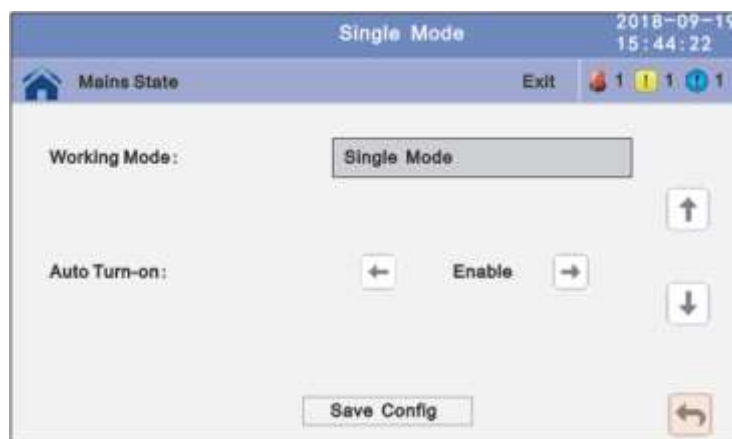 Single Mode
2018-09-19
15:44:22
Mains State
Exit
1
1
1
Working Mode:
Single Mode
Auto Turn-on:
Enable
Save Config